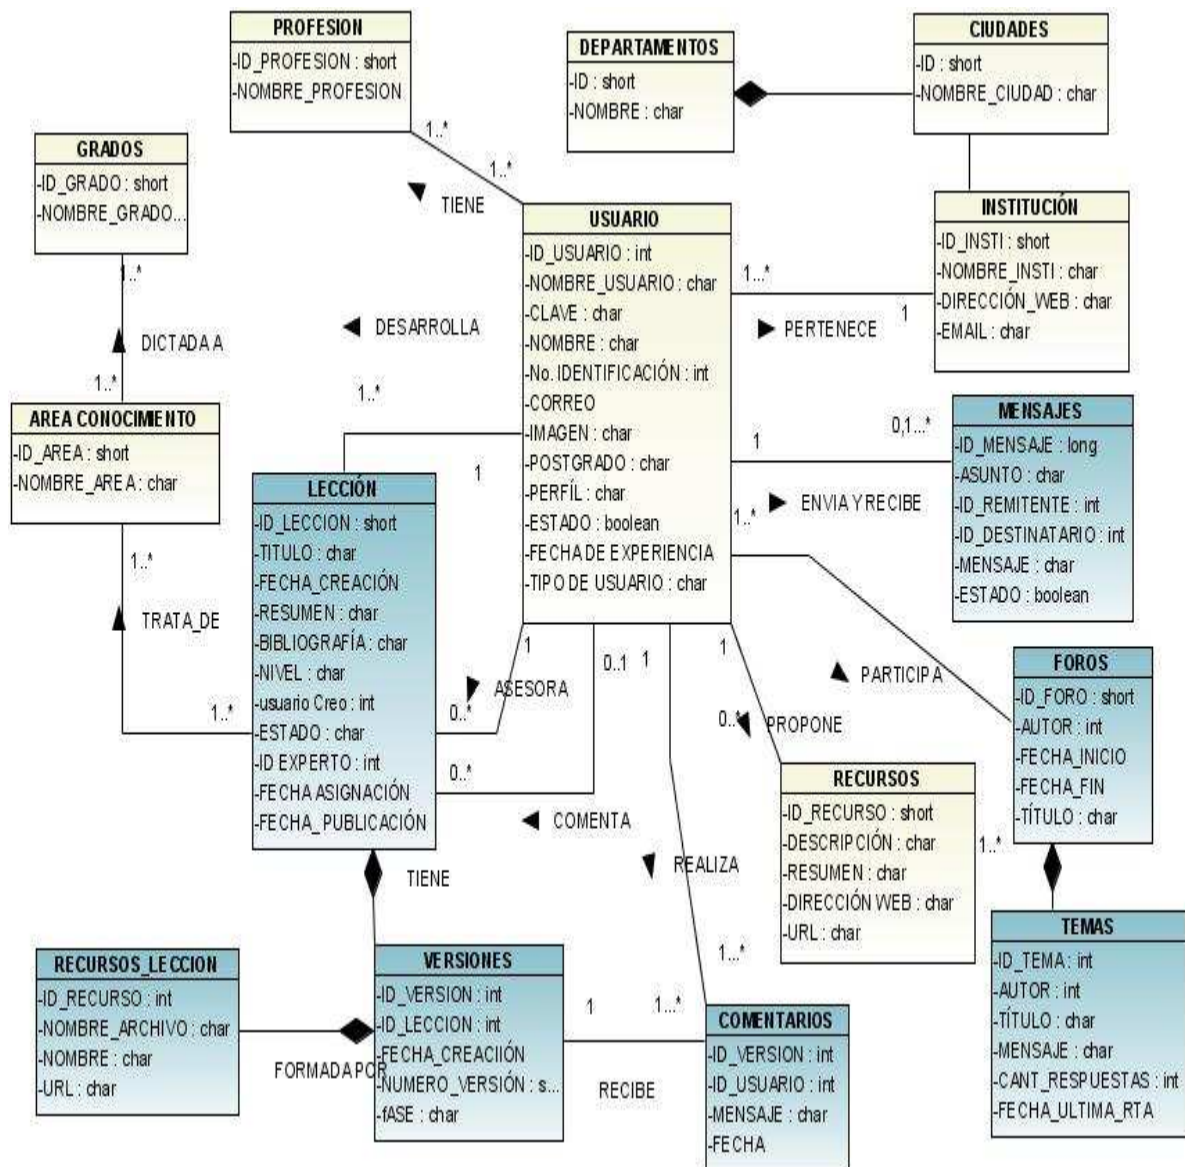 PROFESION
-ID_PROFESION : short
-NOMBRE_PROFESION
DEPARTAMENTOS
-ID : short
-NOMBRE : char
CIUDADES
-ID : short
-NOMBRE_CIUDAD : char
1..*
1..*
TIENE
GRADOS
-ID_GRADO : short
-NOMBRE_GRADO...
1..*
DICTADA A
1..*
DESARROLLA
1..*
1
USUARIO
-ID_USUARIO : int
-NOMBRE_USUARIO : char
-CLAVE : char
-NOMBRE : char
-No. IDENTIFICACIÓN : int
-CORREO
-IMAGEN : char
-POSTGRADO : char
-PERFÍL : char
-ESTADO : boolean
-FECHA DE EXPERIENCIA
-TIPO DE USUARIO : char
INSTITUCIÓN
-ID_INSTI : short
-NOMBRE_INSTI : char
-DIRECCIÓN_WEB : char
-EMAIL : char
1...*
1
PERTENECE
AREA CONOCIMIENTO
-ID_AREA : short
-NOMBRE_AREA : char
1..*
TRATA_DE
1..*
MENSAJES
-ID_MENSAJE : long
-ASUNTO : char
-ID_REMITENTE : int
-ID_DESTINATARIO : int
-MENSAJE : char
-ESTADO : boolean
0,1...*
1
ENVIA Y RECIBE
1..*
LECCIÓN
-ID_LECCION : short
-TITULO : char
-FECHA_CREACIÓN
-RESUMEN : char
-BIBLIOGRAFÍA : char
-NIVEL : char
-usuario Creo : int
-ESTADO : char
-ID EXPERTO : int
-FECHA ASIGNACIÓN
-FECHA_ PUBLICACIÓN
1
0..1
1
1
ASESORA
0..*
0..*
COMENTA
PARTICIPA
0..*
PROPONE
REALIZA
FOROS
-ID_FORO : short
-AUTOR : int
-FECHA_INICIO
-FECHA_FIN
-TÍTULO : char
1..*
RECURSOS
-ID_RECURSO : short
-DESCRIPCIÓN : char
-RESUMEN : char
-DIRECCIÓN WEB : char
-URL : char
TIENE
RECURSOS_LECCION
-ID_RECURSO : int
-NOMBRE_ARCHIVO : char
-NOMBRE : char
-URL : char
FORMADA POR
VERSIONES
-ID_VERSION : int
-ID_LECCION : int
-FECHA_CREACIIÓN
-NUMERO_VERSIÓN : s...
-fASE : char
1
1...*
1...*
RECIBE
COMENTARIOS
-ID_VERSION : int
-ID_USUARIO : int
-MENSAJE : char
-FECHA
TEMAS
-ID_TEMA : int
-AUTOR : int
-TÍTULO : char
-MENSAJE : char
-CANT_RESPUESTAS : int
-FECHA_ULTIMA_RTA